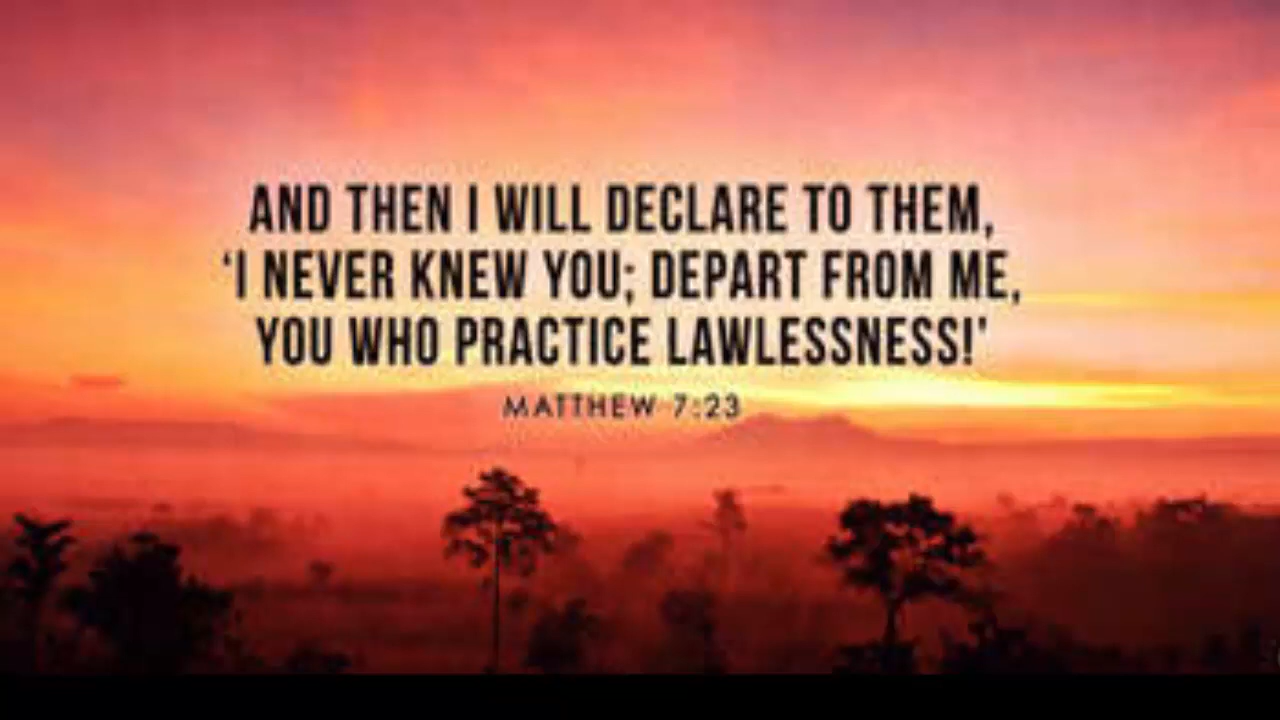 AND THEN I WILL DECLARE TO THEM,
‘I NEVER KNEW YOU; DEPART FROM ME,
YOU WHO PRACTICE LAWLESSNESS!’
MATTHEW 7:23